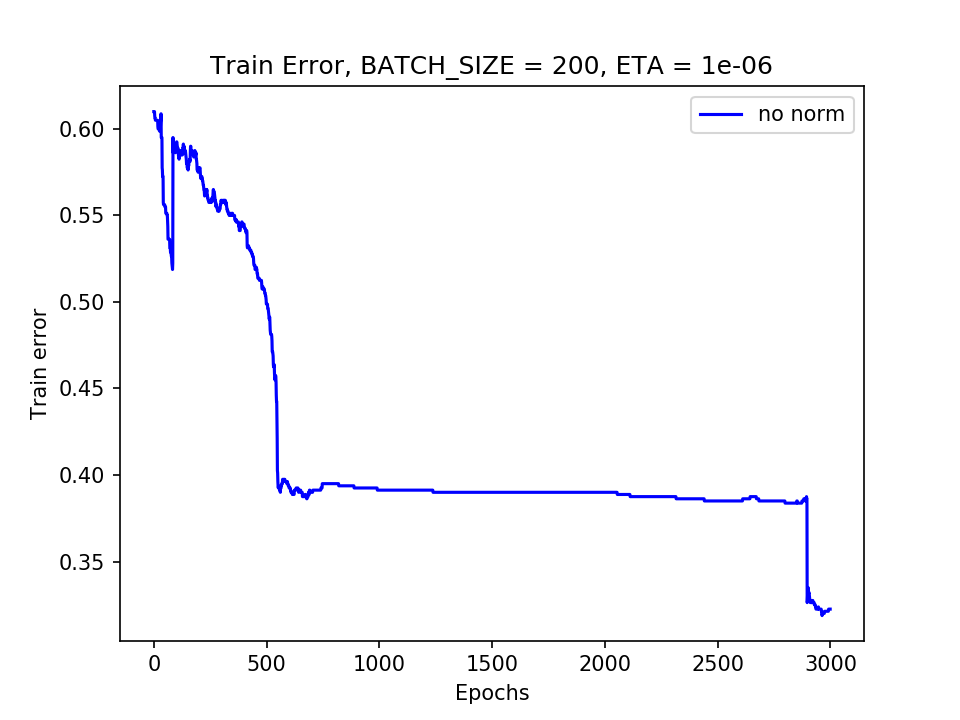 Train Error, BATCH_SIZE = 200, ETA = 1e-06
no norm
Train error
0.60
0.55
0.50
0.45
0.40
0.35
0 500 1000 1500 2000 2500 3000
Epochs